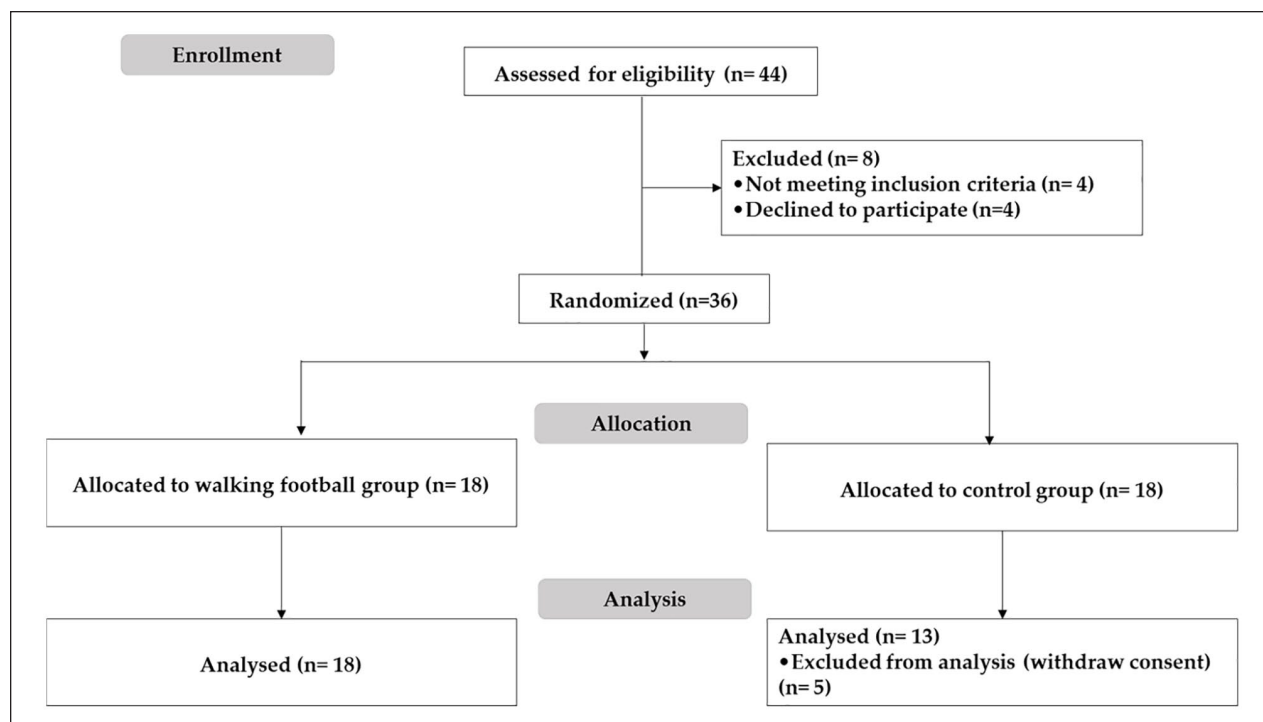 Enrollment
Assessed for eligibility (n= 44)
Excluded (n= 8)
•Not meeting inclusion criteria (n= 4)
•Declined to participate (n=4)
Randomized (n=36)
Allocation
Allocated to walking football group (n= 18)
Allocated to control group (n= 18)
Analysis
Analysed (n= 18)
Analysed (n= 13)
•Excluded from analysis (withdraw consent)
(n= 5)